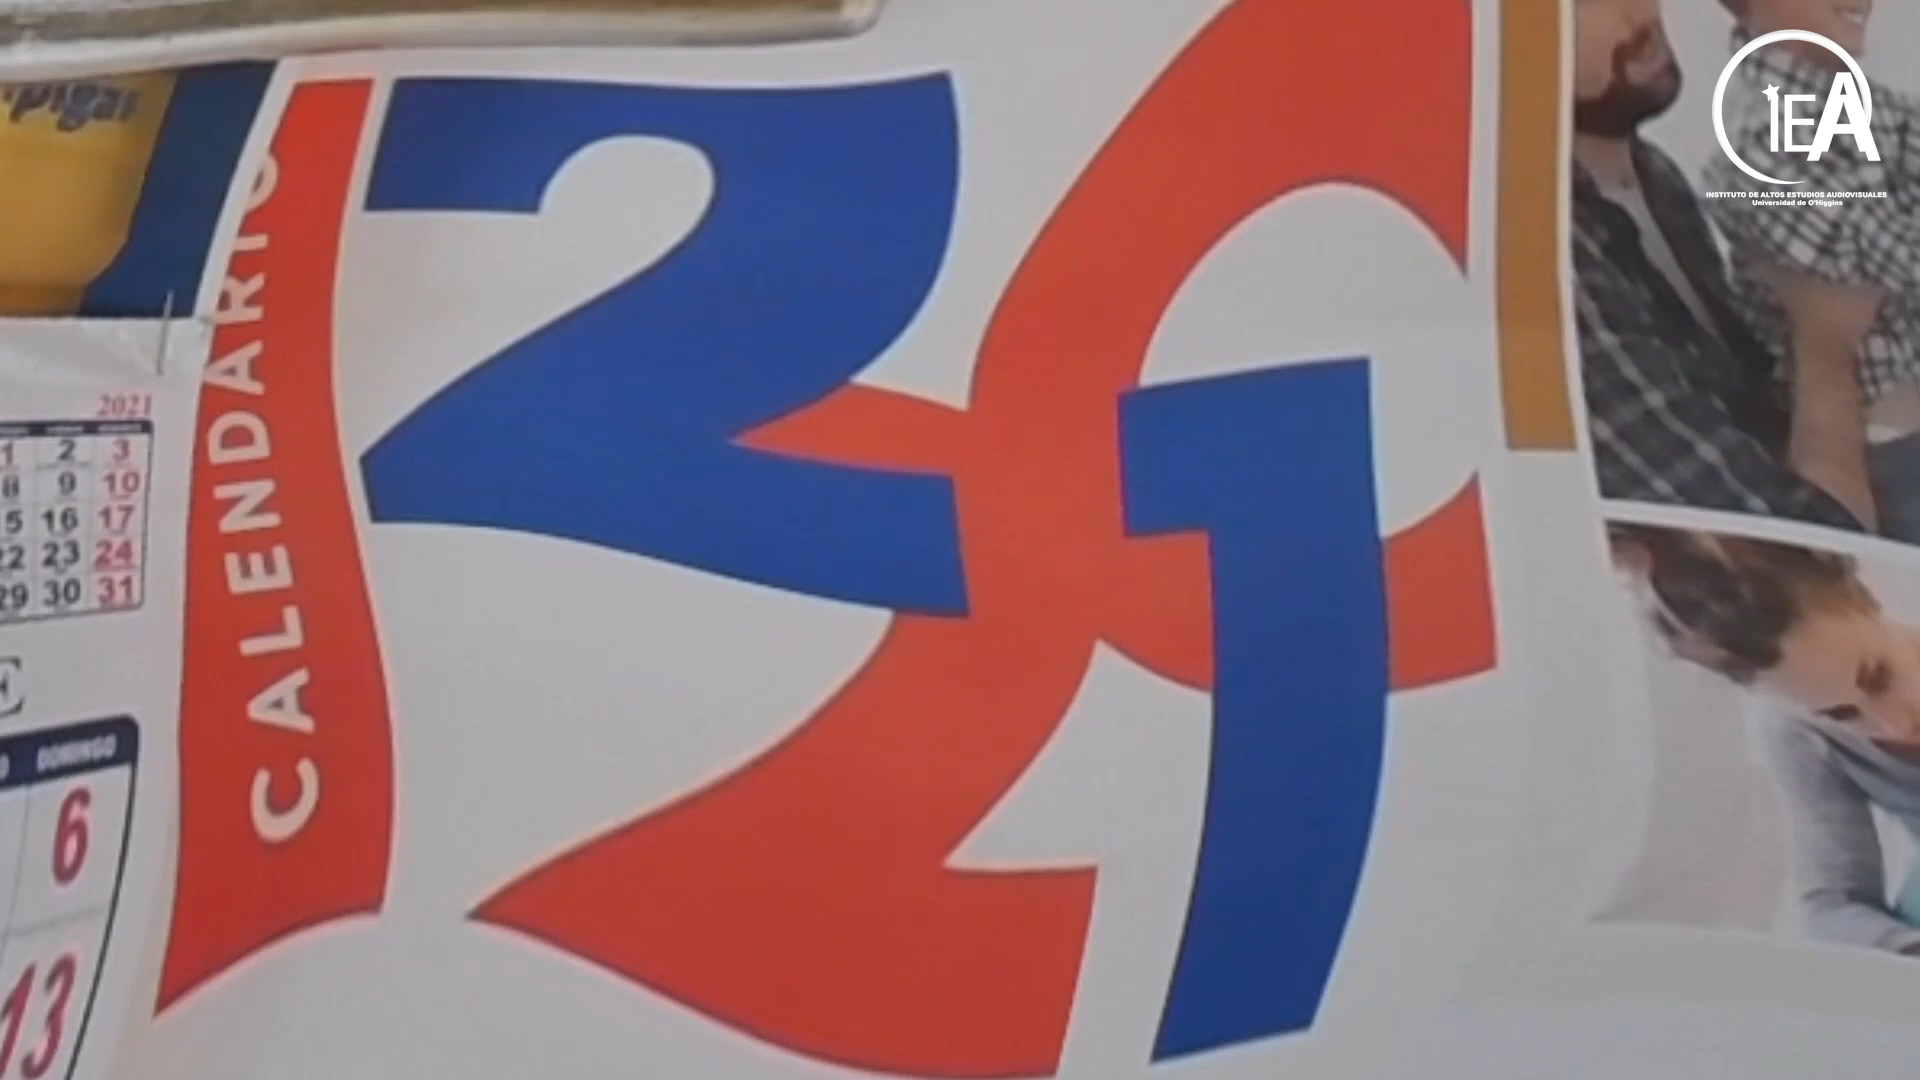 CALENDARIO
2021
2021
1 2 3
8 9 10
15 16 17
22 23 24
29 30 31
DOMINGO
6
13
IEA
INSTITUTO DE ALTOS ESTUDIOS AUDIOVISUALES
Universidad de O'Higgins